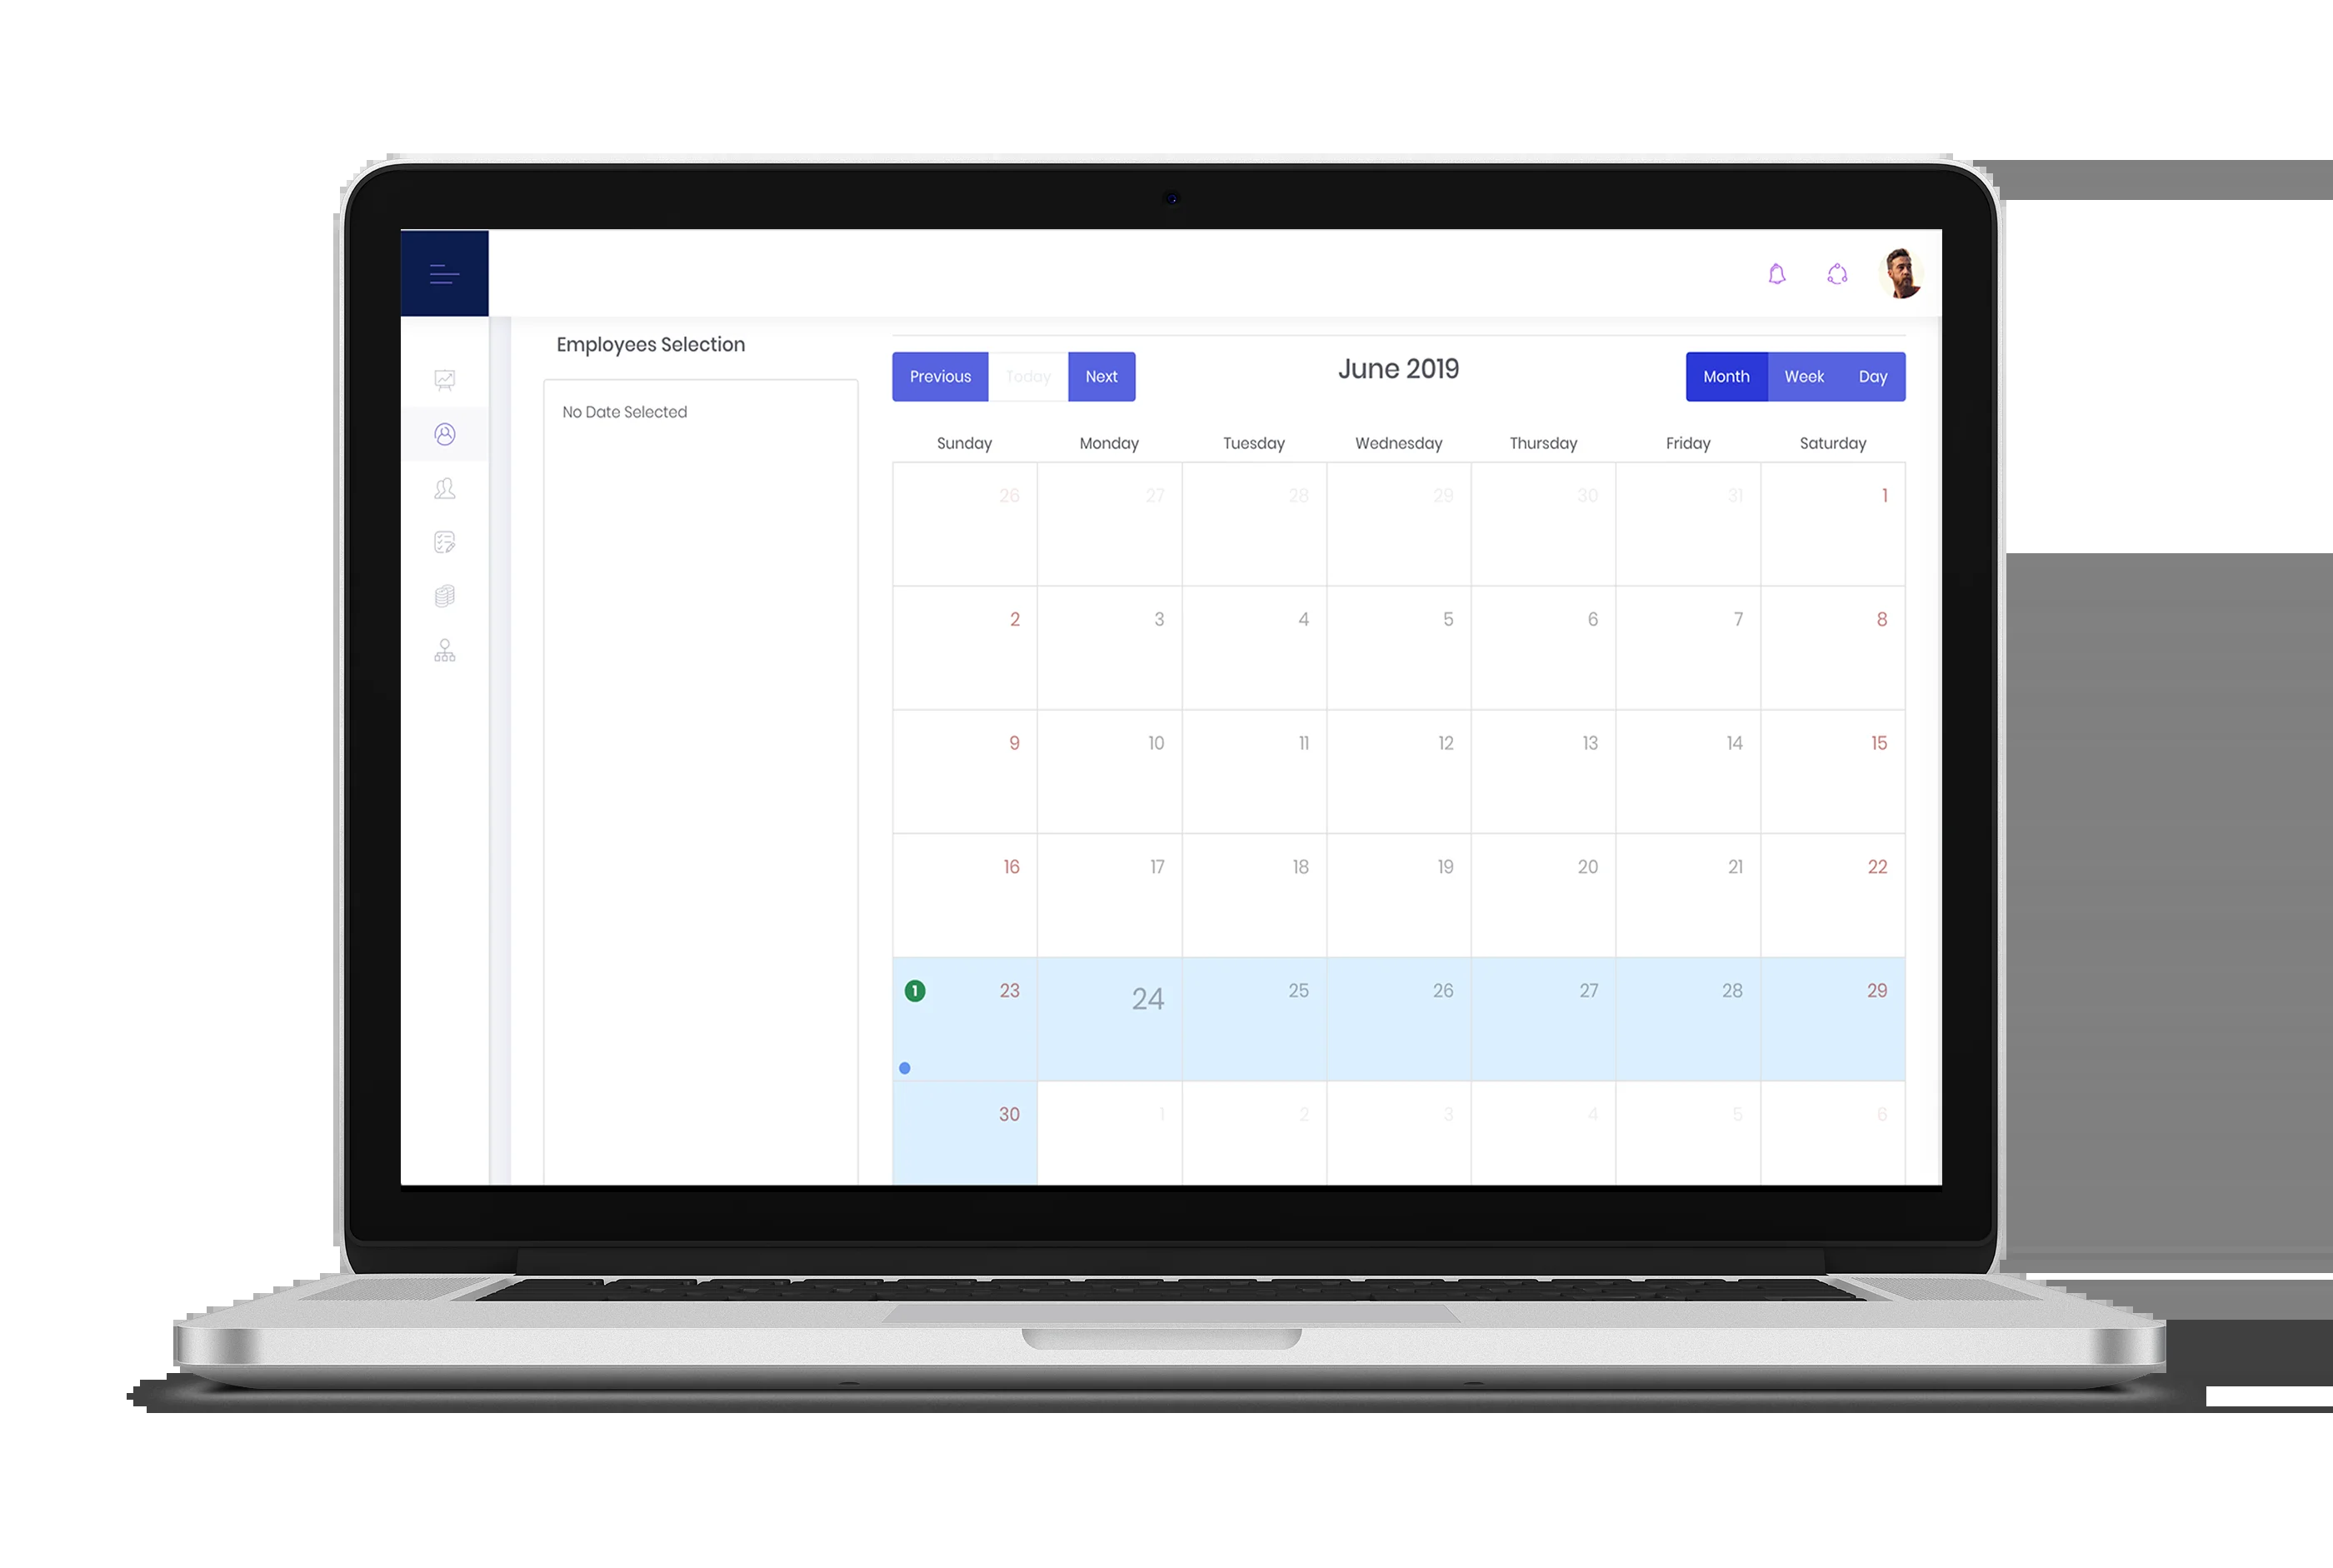 Employees Selection
No Date Selected
Previous Today Next
June 2019
Month Week Day
Sunday Monday Tuesday Wednesday Thursday Friday Saturday
26 27 28 29 30 31 1
2 3 4 5 6 7 8
9 10 11 12 13 14 15
16 17 18 19 20 21 22
1 23 24 25 26 27 28 29
30 1 2 3 4 5 6